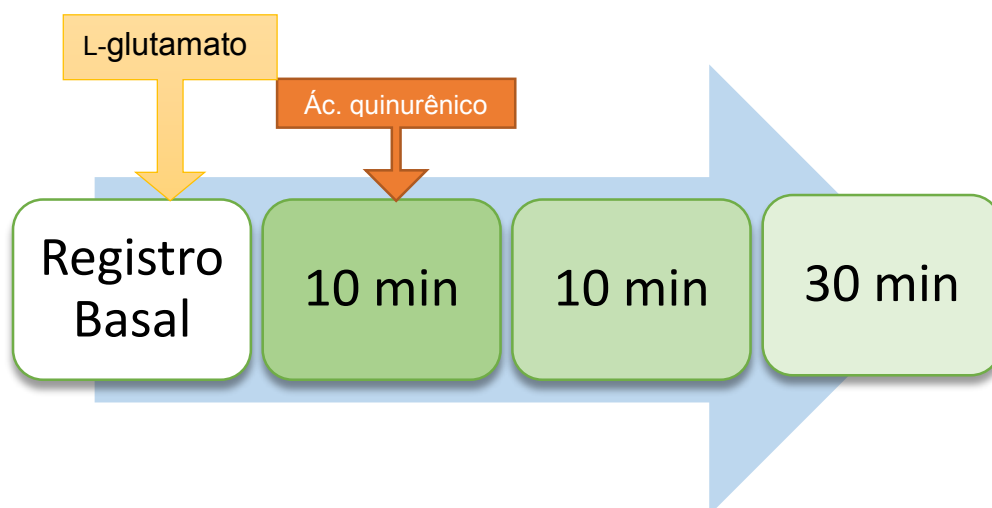 L-glutamato
Ác. quinurênico
Registro
Basal
10 min
10 min
30 min